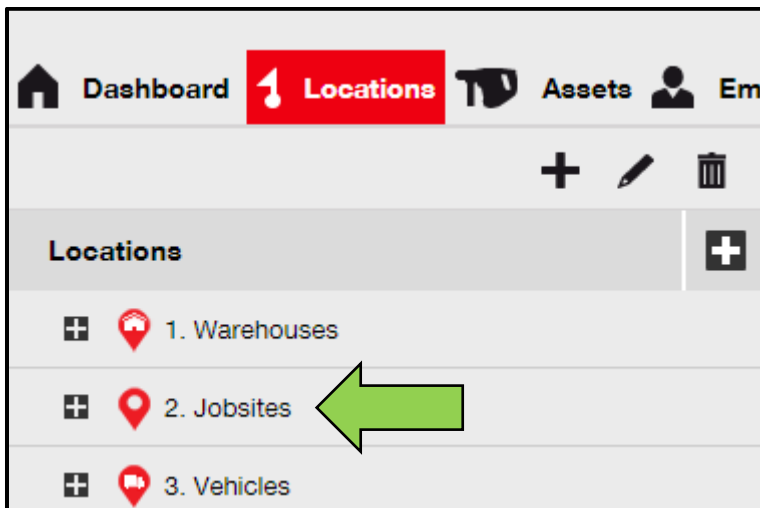 Dashboard Locations Assets Em
Locations
1. Warehouses
2. Jobsites
3. Vehicles